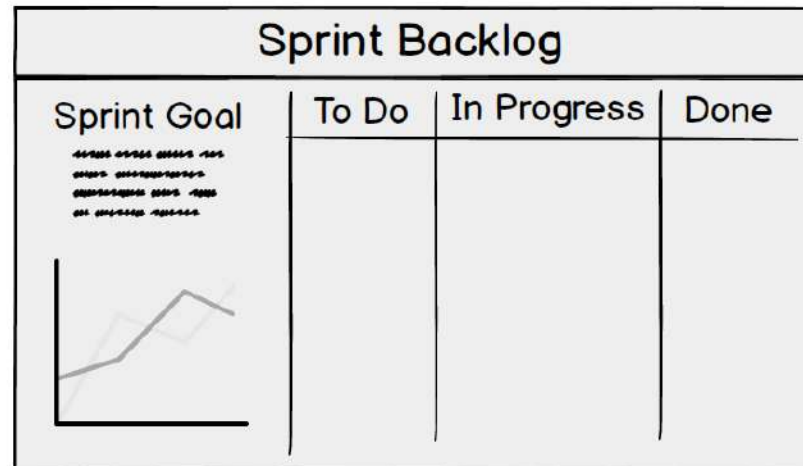 Sprint Backlog
Sprint Goal
To Do
In Progress
Done